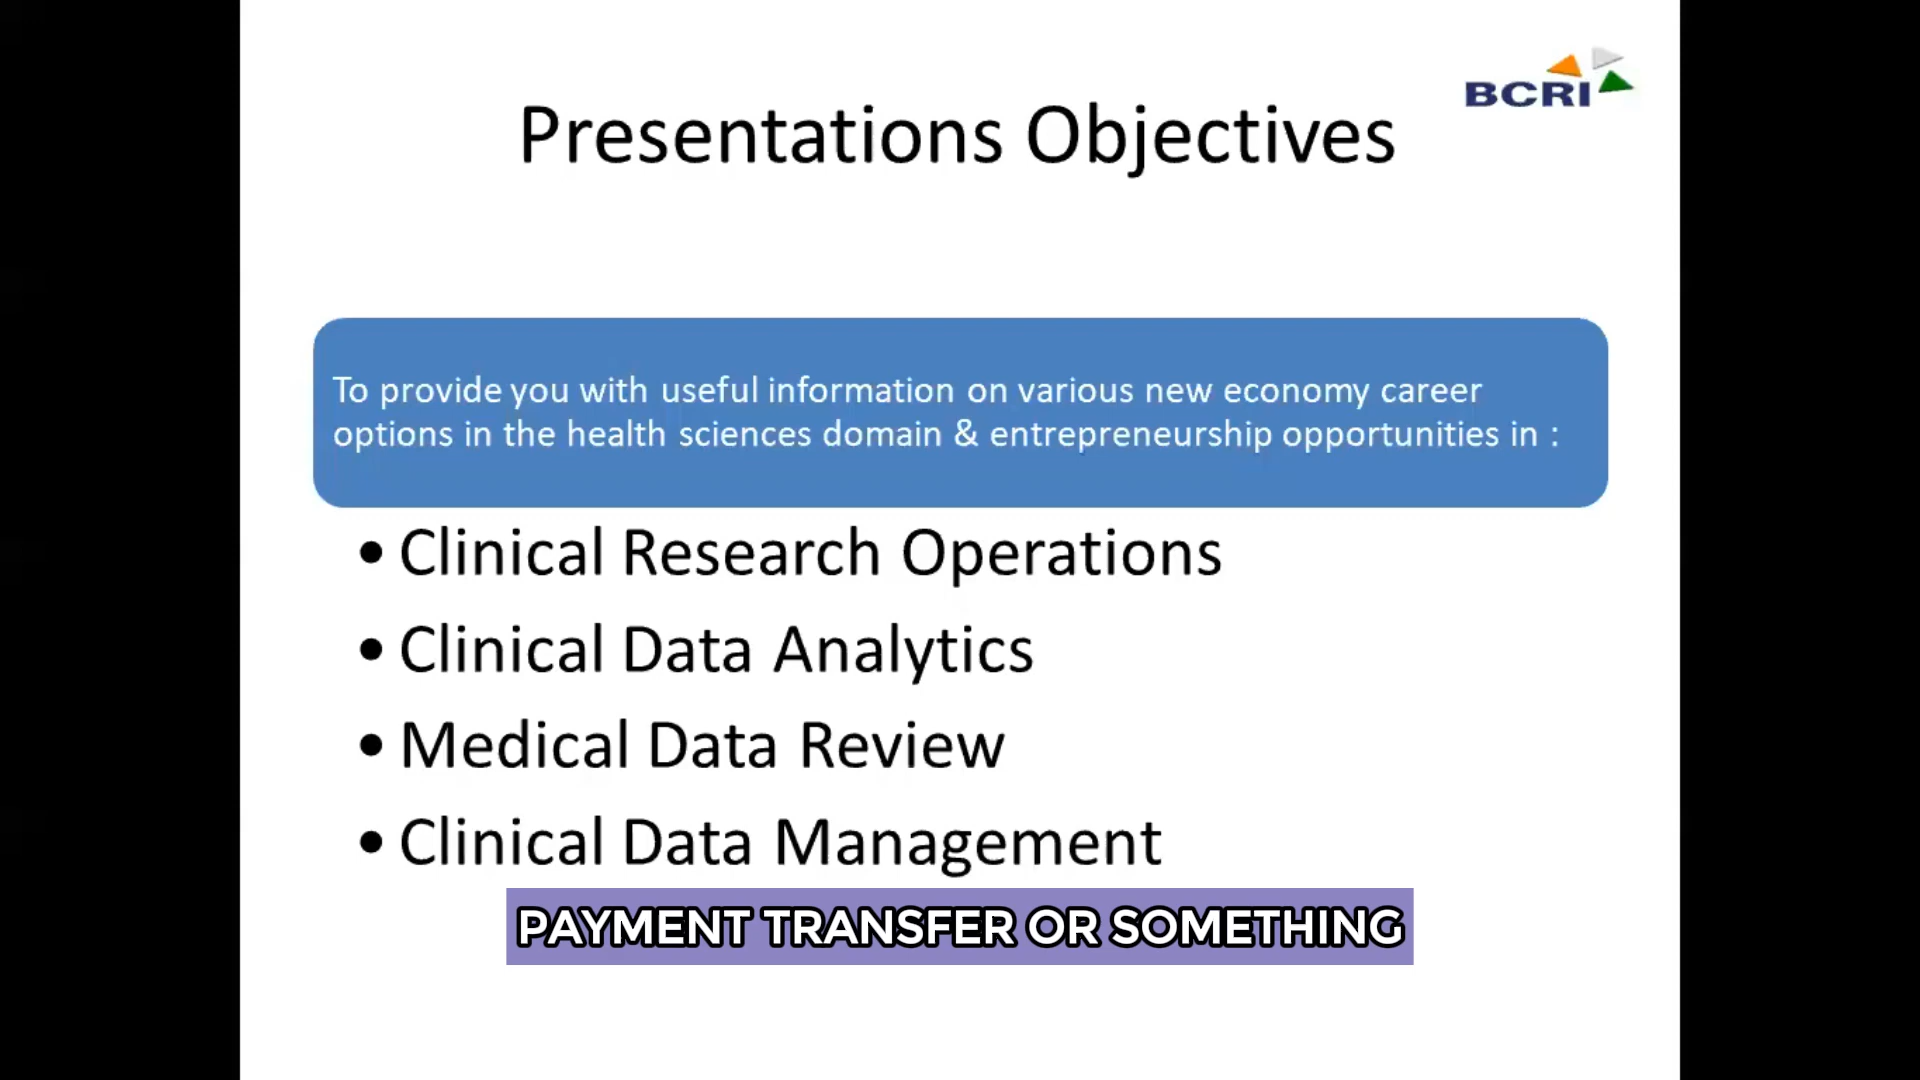 BCRI
Presentations Objectives
To provide you with useful information on various new economy career
options in the health sciences domain & entrepreneurship opportunities in :
• Clinical Research Operations
• Clinical Data Analytics
• Medical Data Review
• Clinical Data Management
PAYMENT TRANSFER OR SOMETHING